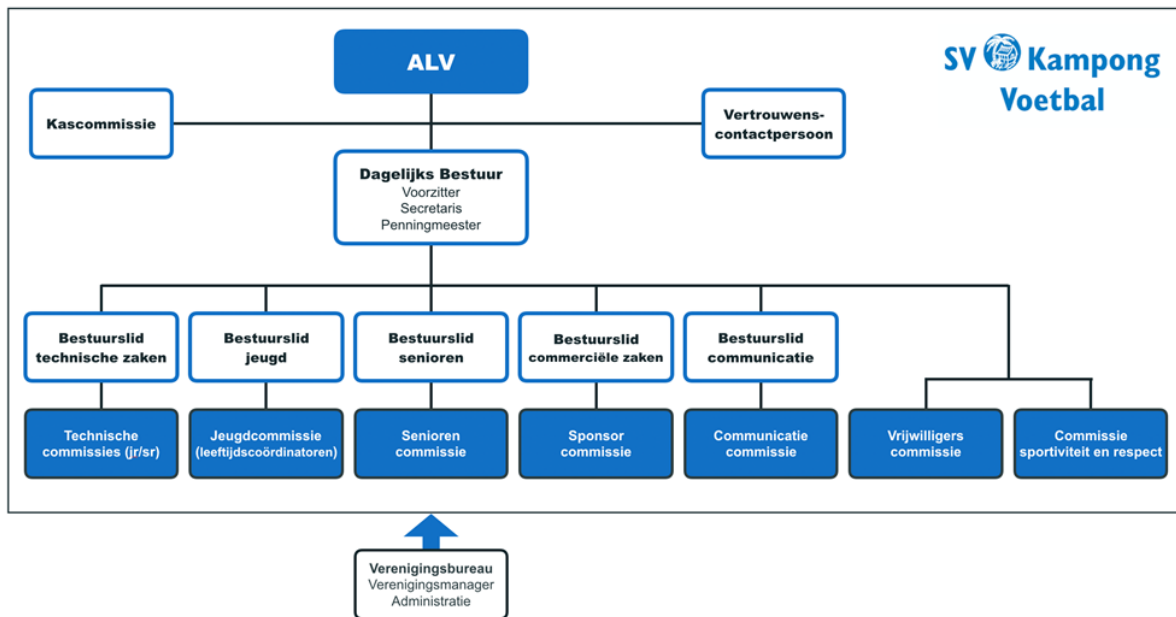 ALV
SV Kampong
Voetbal
Kascommissie
Vertrouwens-
contactpersoon
Dagelijks Bestuur
Voorzitter
Secretaris
Penningmeester
Bestuurslid
technische zaken
Bestuurslid
jeugd
Bestuurslid
senioren
Bestuurslid
commerciële zaken
Bestuurslid
communicatie
Technische
commissies (jr/sr)
Jeugdcommissie
(leeftijdscoördinatoren)
Senioren
commissie
Sponsor
commissie
Communicatie
commissie
Vrijwilligers
commissie
Commissie
sportiviteit en respect
Verenigingsbureau
Verenigingsmanager
Administratie